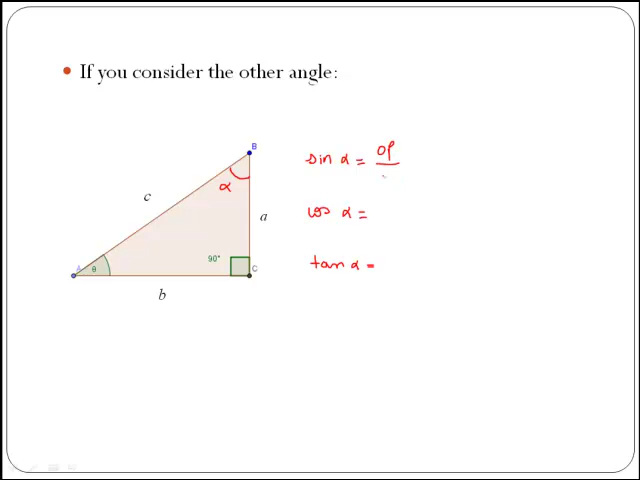 If you consider the other angle:
B
sin α = op
α
c
a
cos α =
90°
tan α =
A
θ
C
b